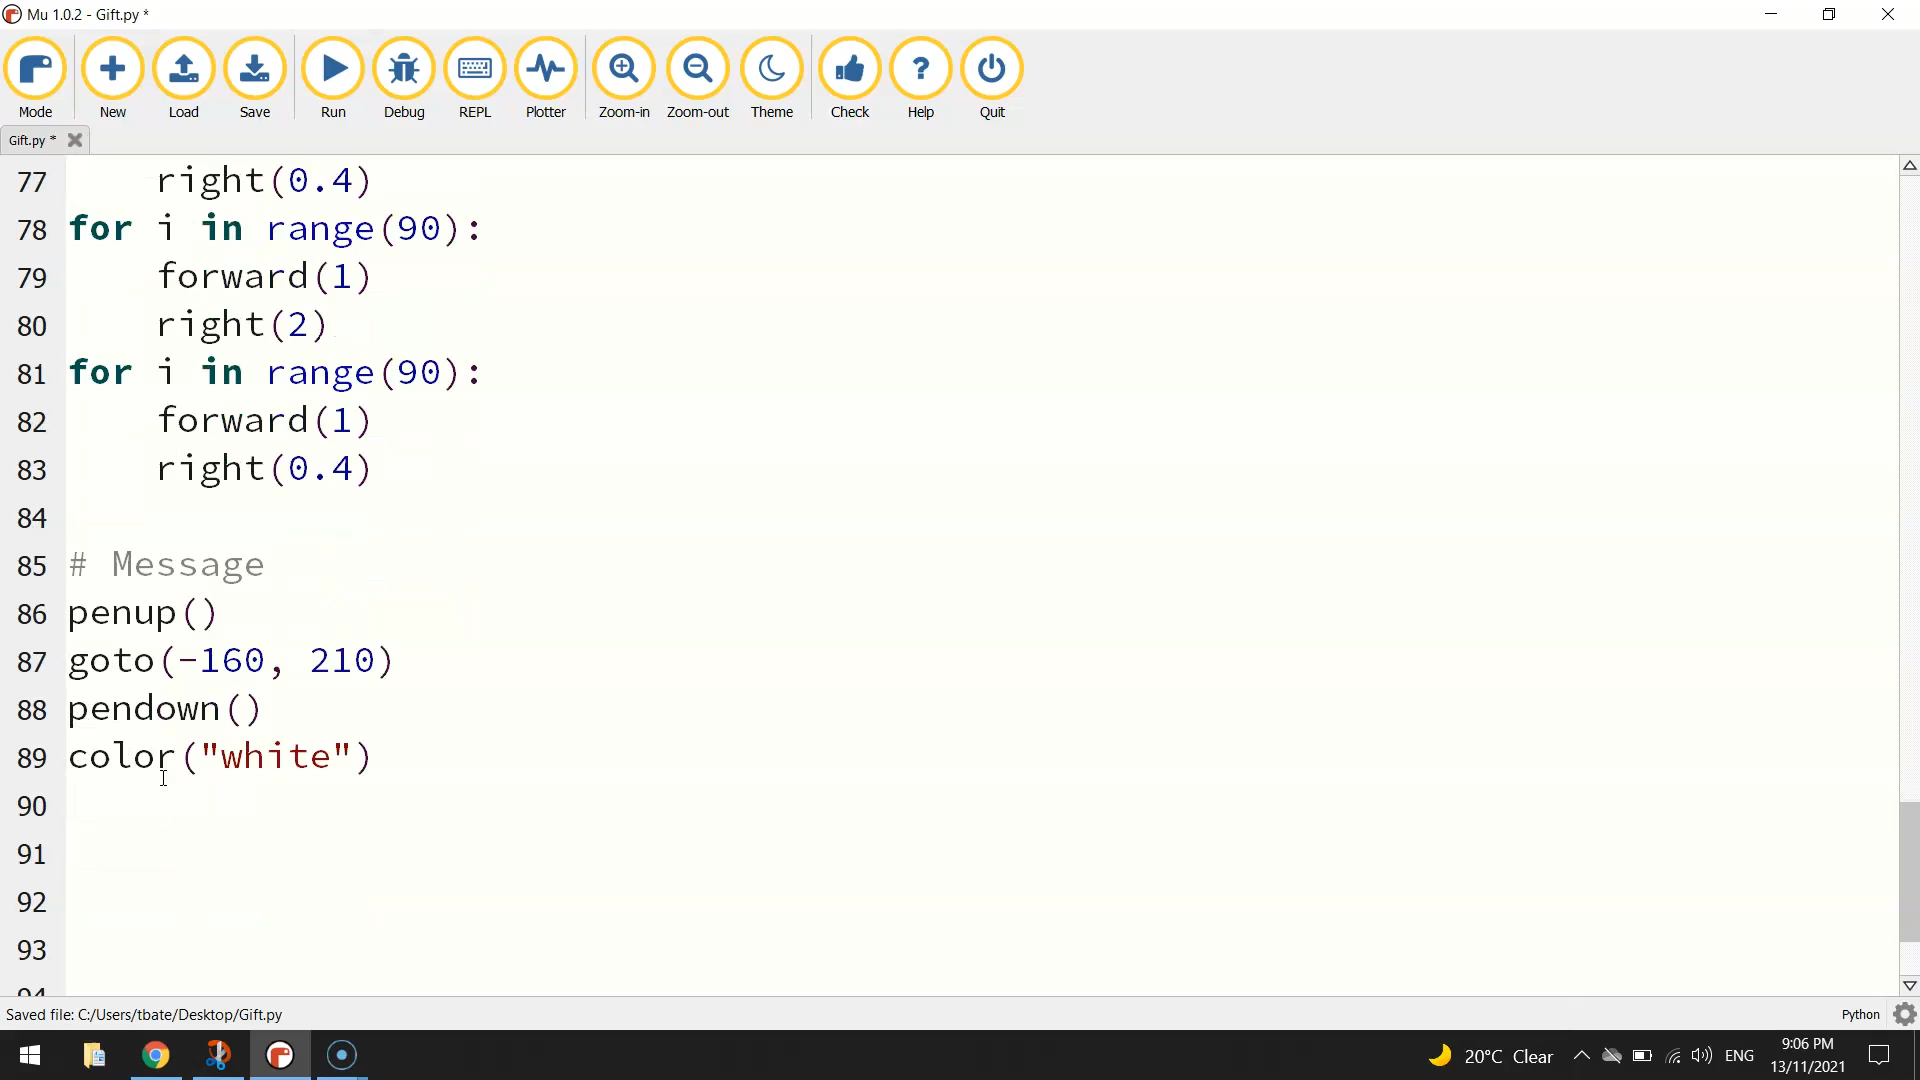 Mu 1.0.2 - Gift.py *
Mode New Load Save Run Debug REPL Plotter Zoom-in Zoom-out Theme Check Help Quit
Gift.py *
77 right(0.4)
78 for i in range(90):
79 forward(1)
80 right(2)
81 for i in range(90):
82 forward(1)
83 right(0.4)
84
85 # Message
86 penup()
87 goto(-160, 210)
88 pendown()
89 color("white")
90
91
92
93
94
Saved file: C:/Users/tbate/Desktop/Gift.py Python
20°C Clear ENG 9:06 PM
13/11/2021